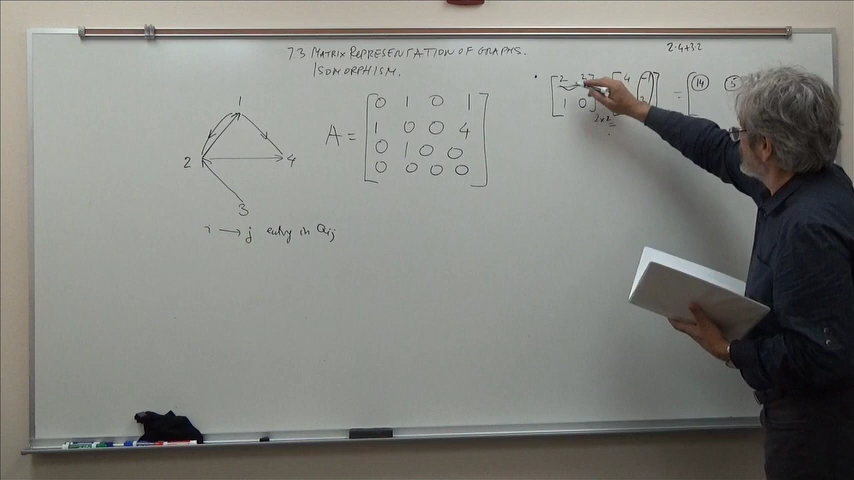 7.3 MATRIX REPRESENTATION OF GRAPHS.
ISOMORPHISM.
2·4+3·2
1
2
4
3
A =
0 1 0 1
1 0 0 4
0 1 0 0
0 0 0 0
i → j entry in aij
2
1 0
2x2
4 -1
= 14 5